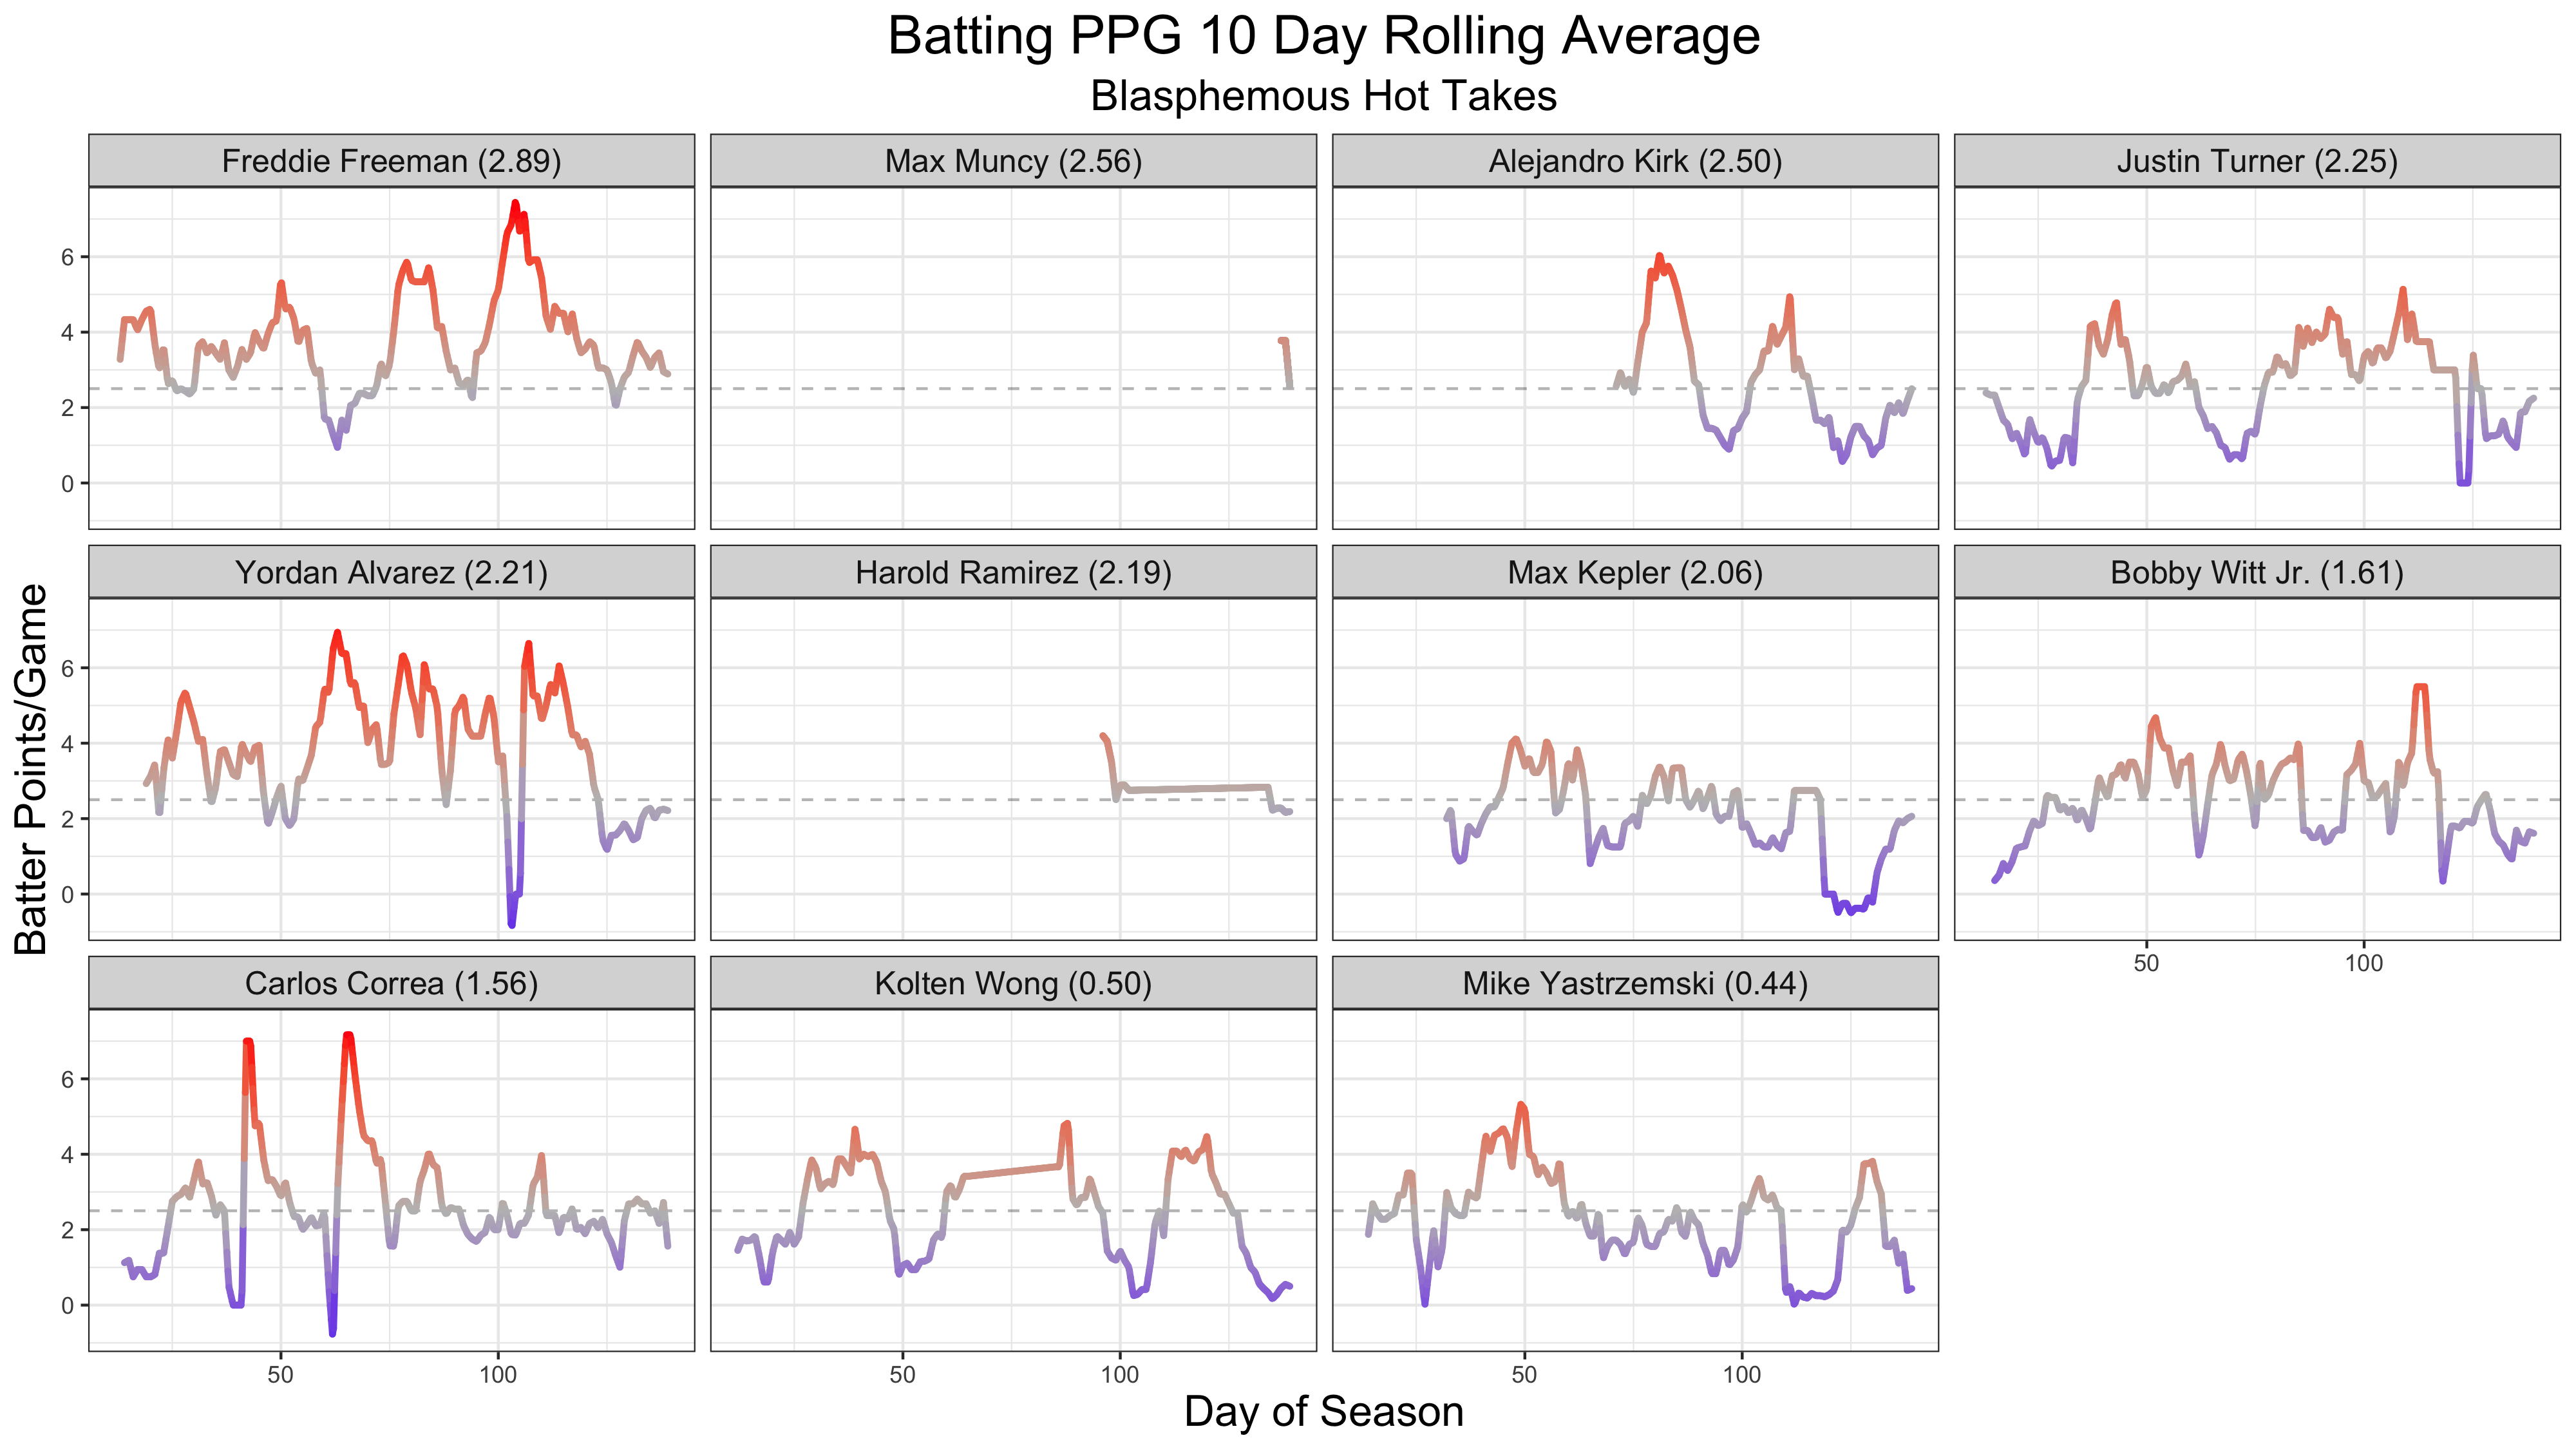 Batting PPG 10 Day Rolling Average
Blasphemous Hot Takes
Freddie Freeman (2.89)
Max Muncy (2.56)
Alejandro Kirk (2.50)
Justin Turner (2.25)
6
4
2
0
Yordan Alvarez (2.21)
Harold Ramirez (2.19)
Max Kepler (2.06)
Bobby Witt Jr. (1.61)
6
4
2
0
50
100
Carlos Correa (1.56)
Kolten Wong (0.50)
Mike Yastrzemski (0.44)
6
4
2
0
50
100
50
100
50
100
Batter Points/Game
Day of Season